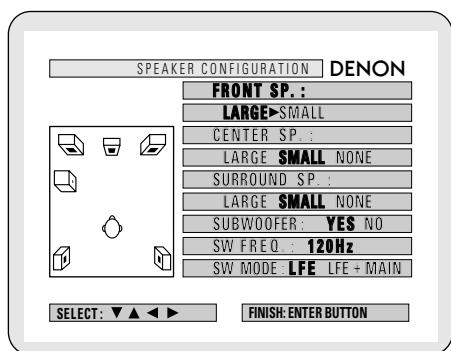 SPEAKER CONFIGURATION DENON
FRONT SP. :
LARGE►SMALL
CENTER SP. :
LARGE SMALL NONE
SURROUND SP. :
LARGE SMALL NONE
SUBWOOFER: YES NO
SW FREQ. : 120Hz
SW MODE:LFE LFE + MAIN
SELECT: ▼ ▲ ◄ ► FINISH: ENTER BUTTON